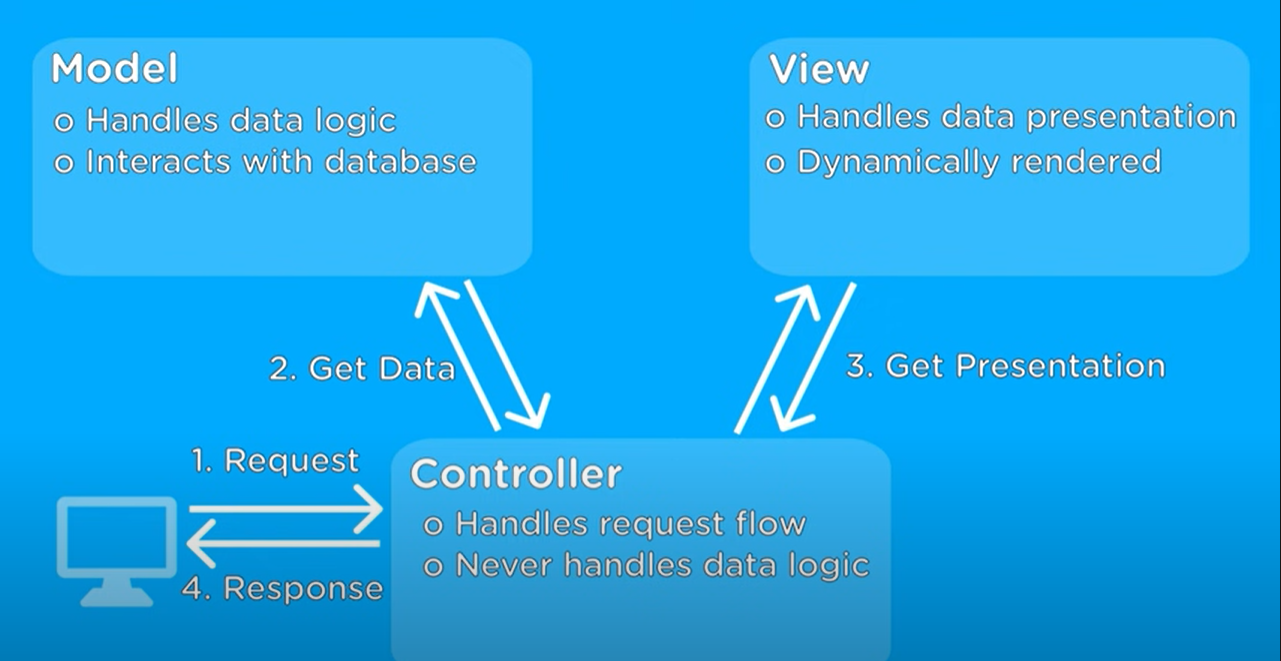 Model
o Handles data logic
o Interacts with database
View
o Handles data presentation
o Dynamically rendered
2. Get Data
3. Get Presentation
1. Request
Controller
o Handles request flow
o Never handles data logic
4. Response